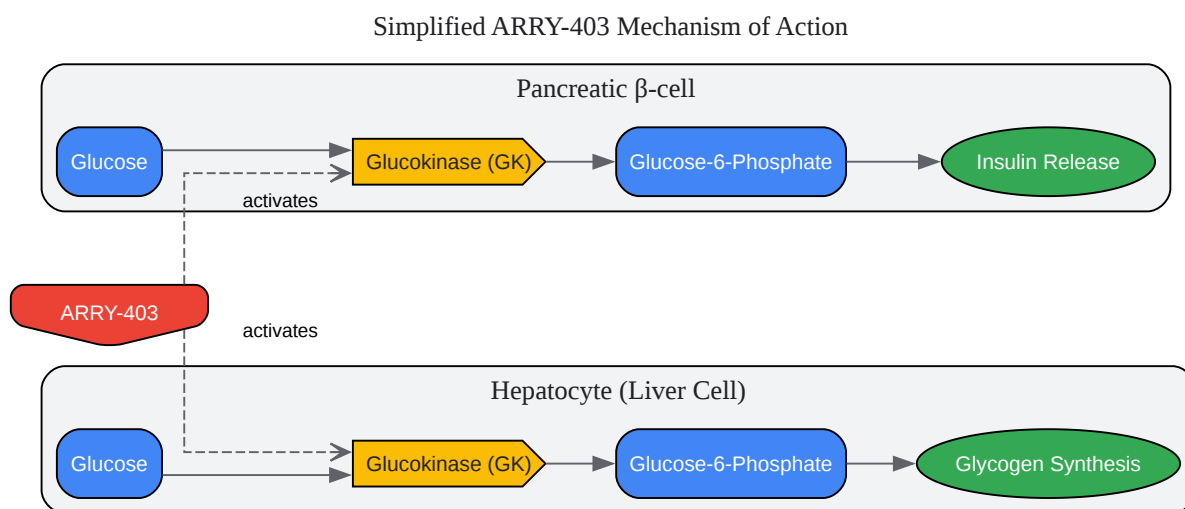 Simplified ARRY-403 Mechanism of Action
Pancreatic β-cell
Glucose
Glucokinase (GK)
Glucose-6-Phosphate
Insulin Release
activates
ARRY-403
activates
Hepatocyte (Liver Cell)
Glucose
Glucokinase (GK)
Glucose-6-Phosphate
Glycogen Synthesis